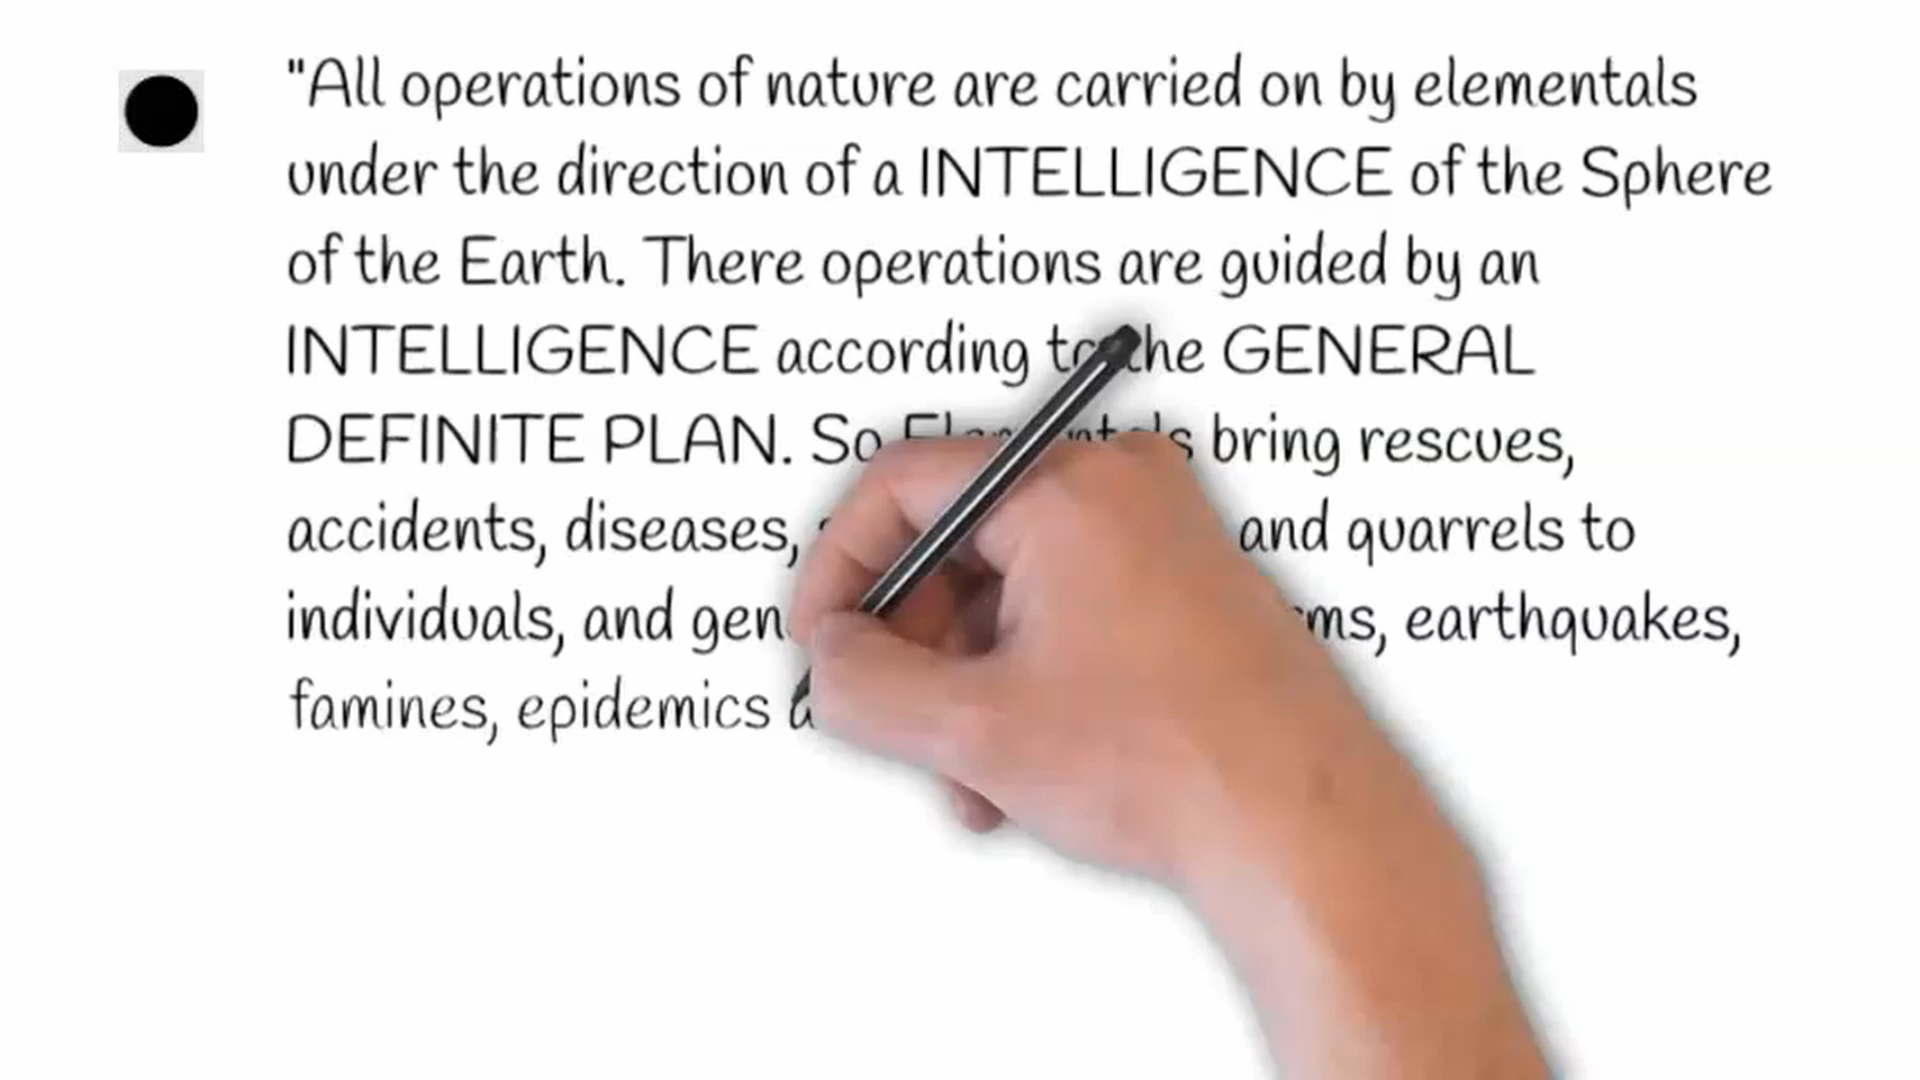 "All operations of nature are carried on by elementals
under the direction of a INTELLIGENCE of the Sphere
of the Earth. There operations are guided by an
INTELLIGENCE according to the GENERAL
DEFINITE PLAN. So Elementals bring rescues,
accidents, diseases, and quarrels to
individuals, and earthquakes,
famines, epidemics